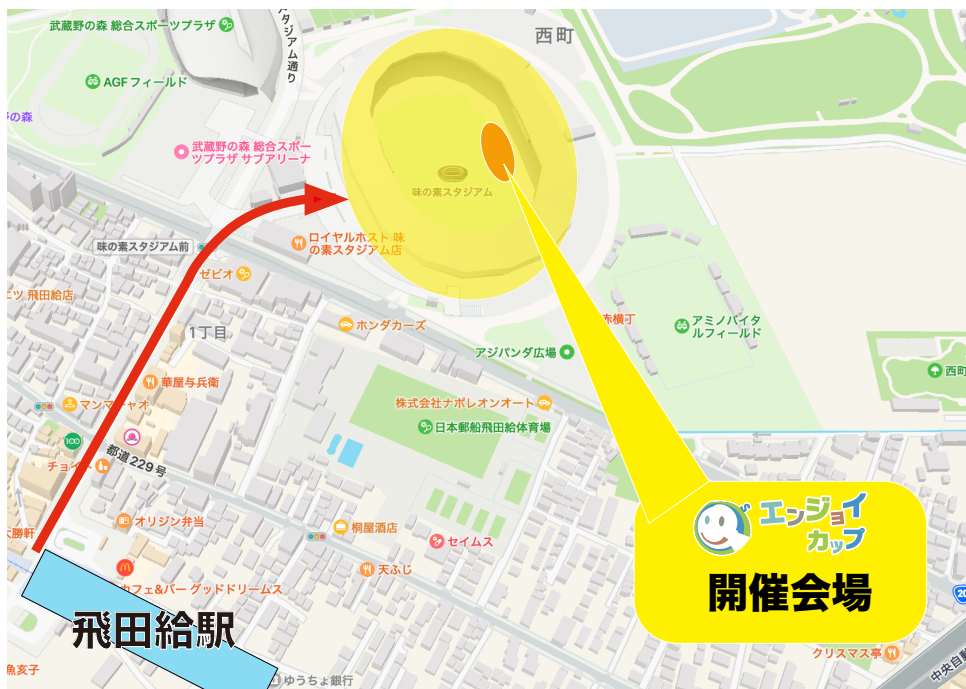 武蔵野の森 総合スポーツプラザ
スタジアム通り
西町
AGFフィールド
野の森
武蔵野の森 総合スポー
ツプラザ サブアリーナ
味の素スタジアム
味の素スタジアム前
ロイヤルホスト 味
の素スタジアム店
ゼビオ
飛田給店
1丁目
ホンダカーズ
赤横丁
アミノバイタ
ルフィールド
アジパンダ広場
西町
華屋与兵衛
マンマチャオ
株式会社ナポレオンオート
日本郵船飛田給体育場
100
都道229号
オリジン弁当
桐屋酒店
セイムス
大勝軒
天ふじ
カフェ&バー グッドドリームス
エンジョイ
カップ
開催会場
飛田給駅
20
魚亥子
ゆうちょ銀行
クリスマス亭
中央自動